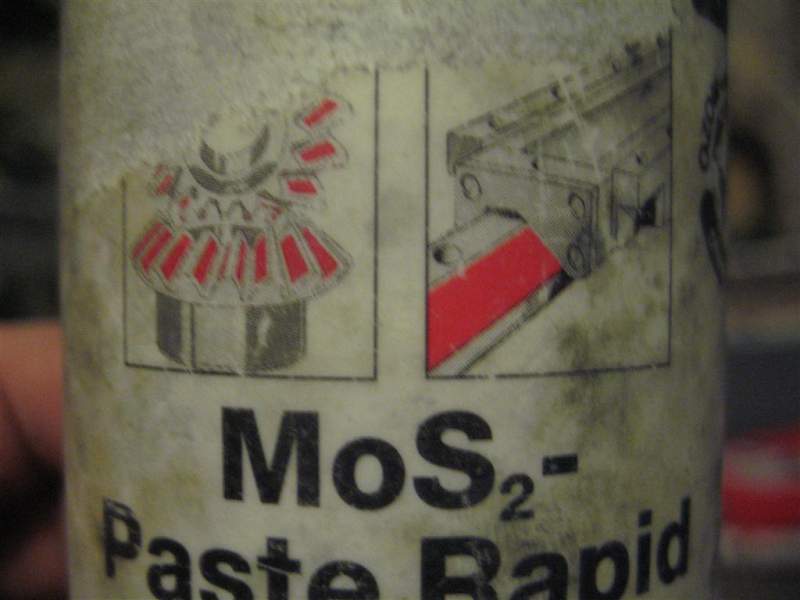 MoS₂-
Paste Rapid